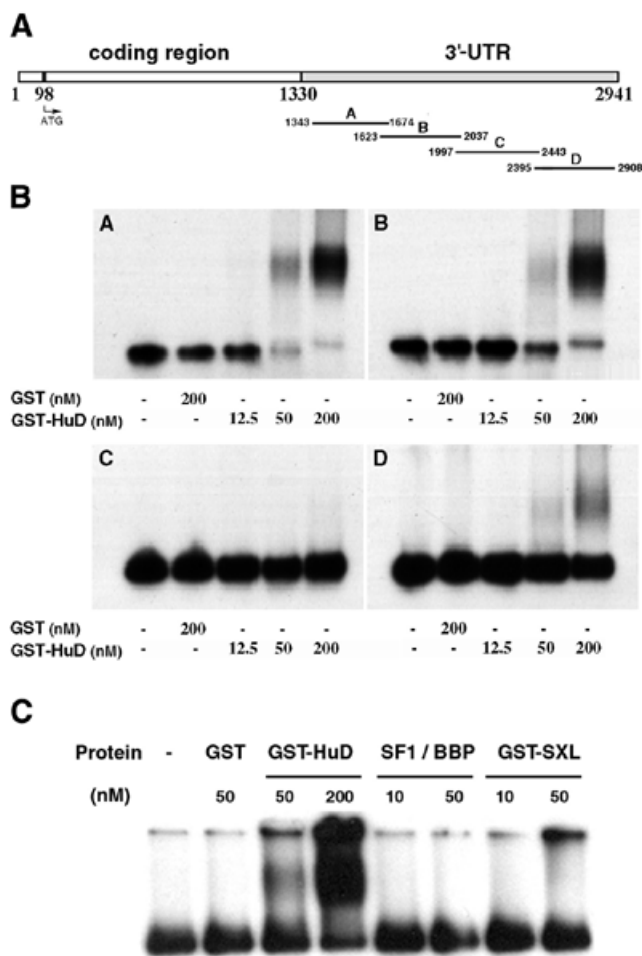 A
coding region 3'-UTR
1 98 1330 2941
ATG
A
1343 1674
B
1623 2037
C
1997 2443
D
2395 2908
B
A B
GST (nM) - 200 - - - - 200 - - -
GST-HuD (nM) - - 12.5 50 200 - - 12.5 50 200
C D
GST (nM) - 200 - - - - 200 - - -
GST-HuD (nM) - - 12.5 50 200 - - 12.5 50 200
C
Protein - GST GST-HuD SF1 / BBP GST-SXL
(nM) 50 50 200 10 50 10 50